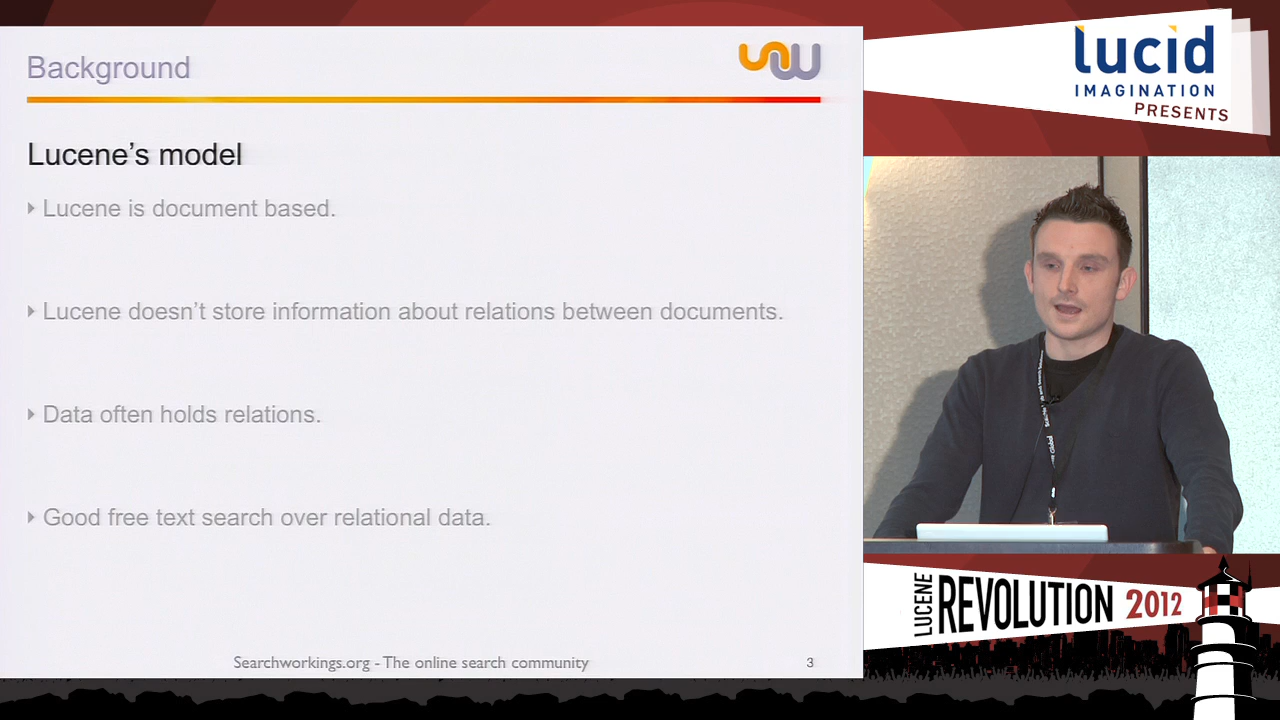 Background
Lucene's model
Lucene is document based.
Lucene doesn't store information about relations between documents.
Data often holds relations.
Good free text search over relational data.
Searchworkings.org - The online search community
3
lucid
IMAGINATION
PRESENTS
LUCENE
REVOLUTION 2012